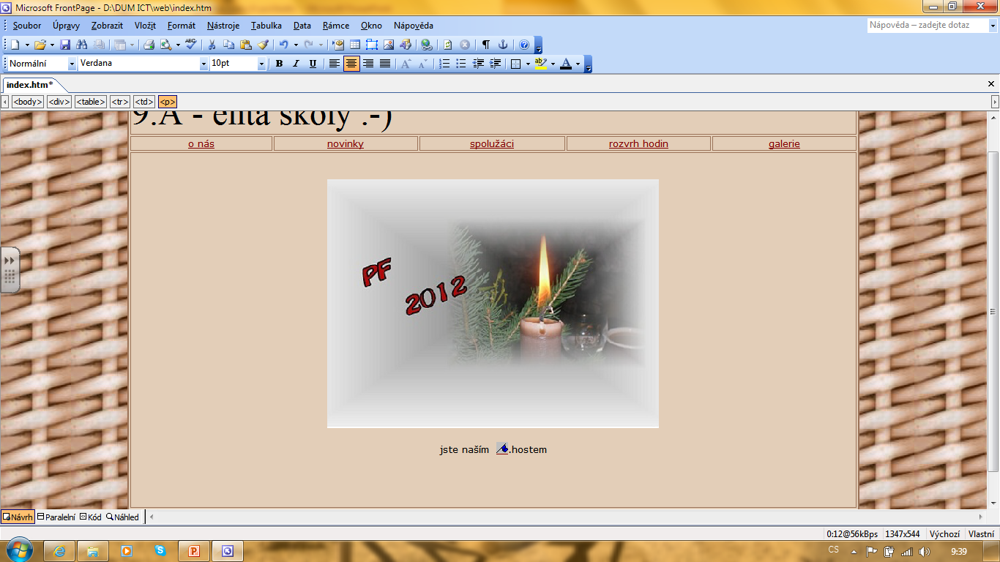 Microsoft FrontPage - D:\DUM ICT\web\index.htm
Soubor Úpravy Zobrazit Vložit Formát Nástroje Tabulka Data Rámce Okno Nápověda
Nápověda – zadejte dotaz
Normální Verdana 10pt B I U
index.htm*
<body> <div> <table> <tr> <td> <p>
9.A - elita školy :-)
o nás novinky spolužáci rozvrh hodin galerie
PF
2012
jste naším .hostem
Návrh Paralelní Kód Náhled
0:12@56kBps 1347x544 Výchozí Vlastní
CS 9:39